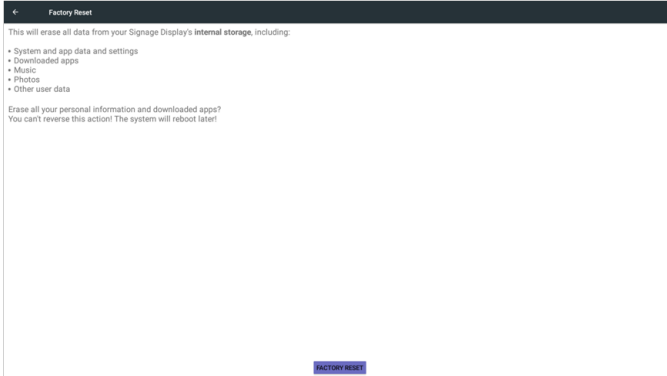 Factory Reset
This will erase all data from your Signage Display's internal storage, including:
• System and app data and settings
• Downloaded apps
• Music
• Photos
• Other user data
Erase all your personal information and downloaded apps?
You can't reverse this action! The system will reboot later!
FACTORY RESET